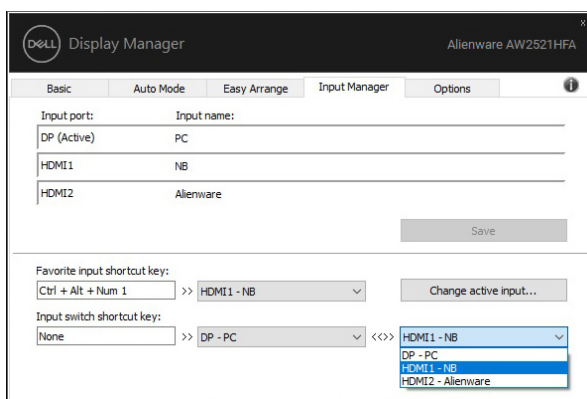 DELL Display Manager Alienware AW2521HFA
x
Basic Auto Mode Easy Arrange Input Manager Options i
Input port: Input name:
DP (Active) PC
HDMI1 NB
HDMI2 Alienware
Save
Favorite input shortcut key:
Ctrl + Alt + Num 1 >> HDMI1 - NB Change active input...
Input switch shortcut key:
None >> DP - PC <<>> HDMI1 - NB
DP - PC
HDMI1 - NB
HDMI2 - Alienware